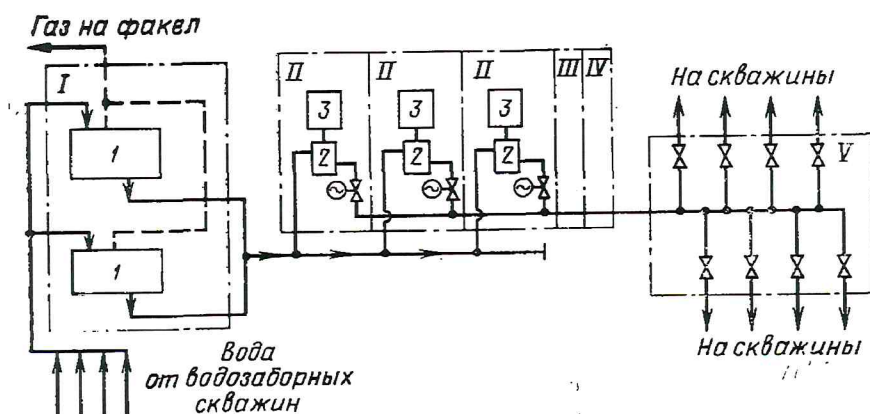 Газ на факел
I
1
1
II
II
II
III
IV
3
3
3
2
2
2
На скважины
V
На скважины
Вода
от водозаборных
скважин